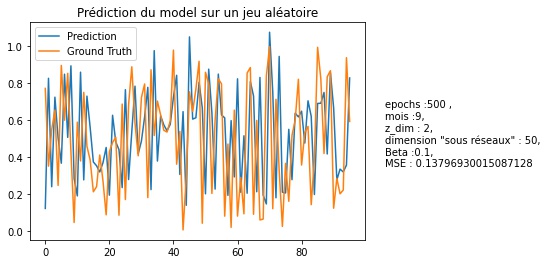 Prédiction du model sur un jeu aléatoire
Prediction
Ground Truth
1.0
0.8
0.6
0.4
0.2
0.0
0
20
40
60
80
epochs :500 ,
mois :9,
z_dim : 2,
dimension "sous réseaux" : 50,
Beta :0.1,
MSE : 0.13796930015087128